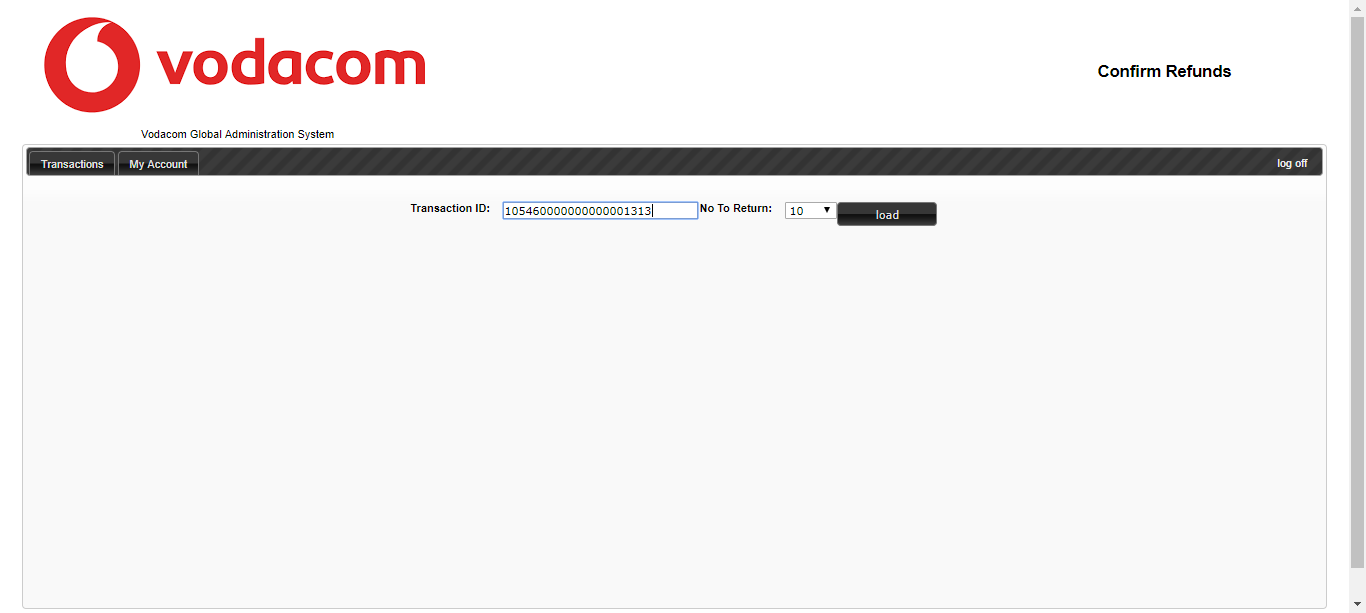 vodacom
Confirm Refunds
Vodacom Global Administration System
Transactions My Account log off
Transaction ID: 105460000000000001313 No To Return: 10 load